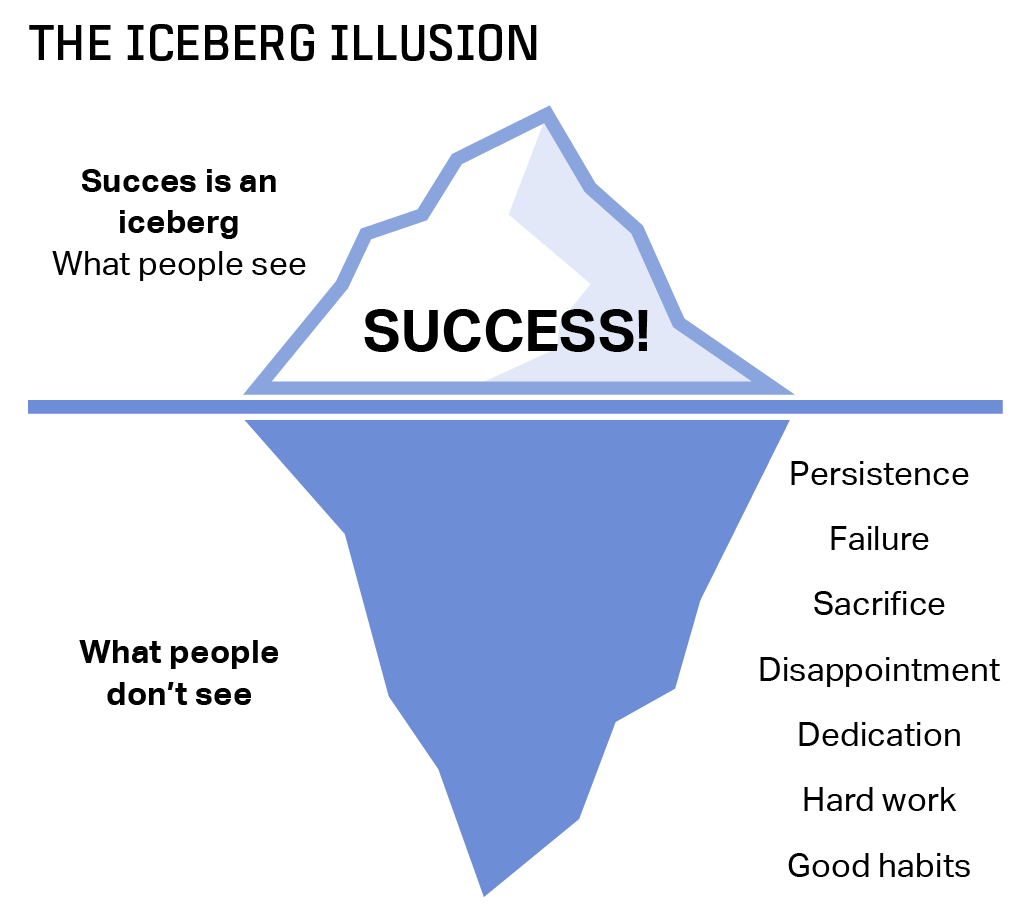 THE ICEBERG ILLUSION
Succes is an
iceberg
What people see
SUCCESS!
Persistence
Failure
Sacrifice
Disappointment
Dedication
Hard work
Good habits
What people
don't see